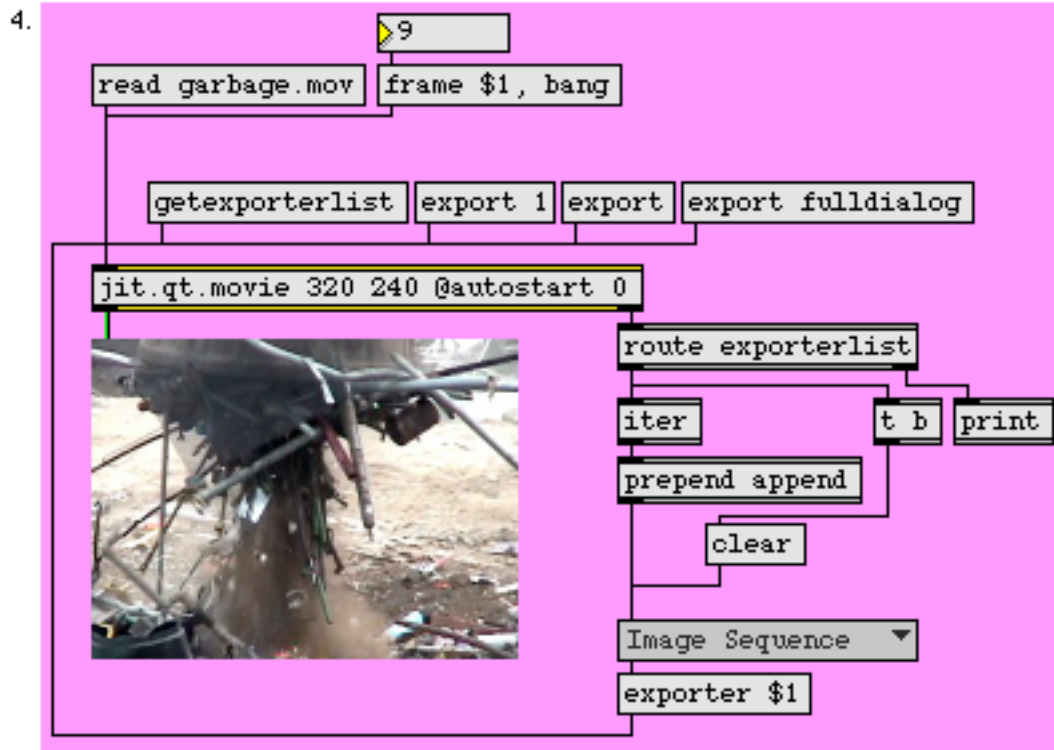 4.
9
read garbage.mov
frame $1, bang
getexporterlist
export 1
export
export fulldialog
jit.qt.movie 320 240 @autostart 0
route exporterlist
iter
t b
print
prepend append
clear
Image Sequence
exporter $1